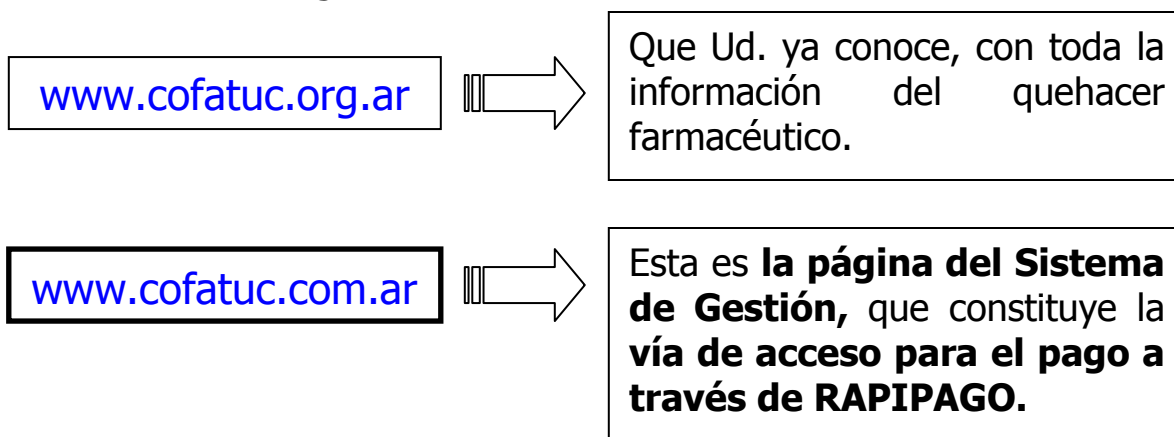 www.cofatuc.org.ar
Que Ud. ya conoce, con toda la
información del quehacer
farmacéutico.
www.cofatuc.com.ar
Esta es la página del Sistema
de Gestión, que constituye la
vía de acceso para el pago a
través de RAPIPAGO.